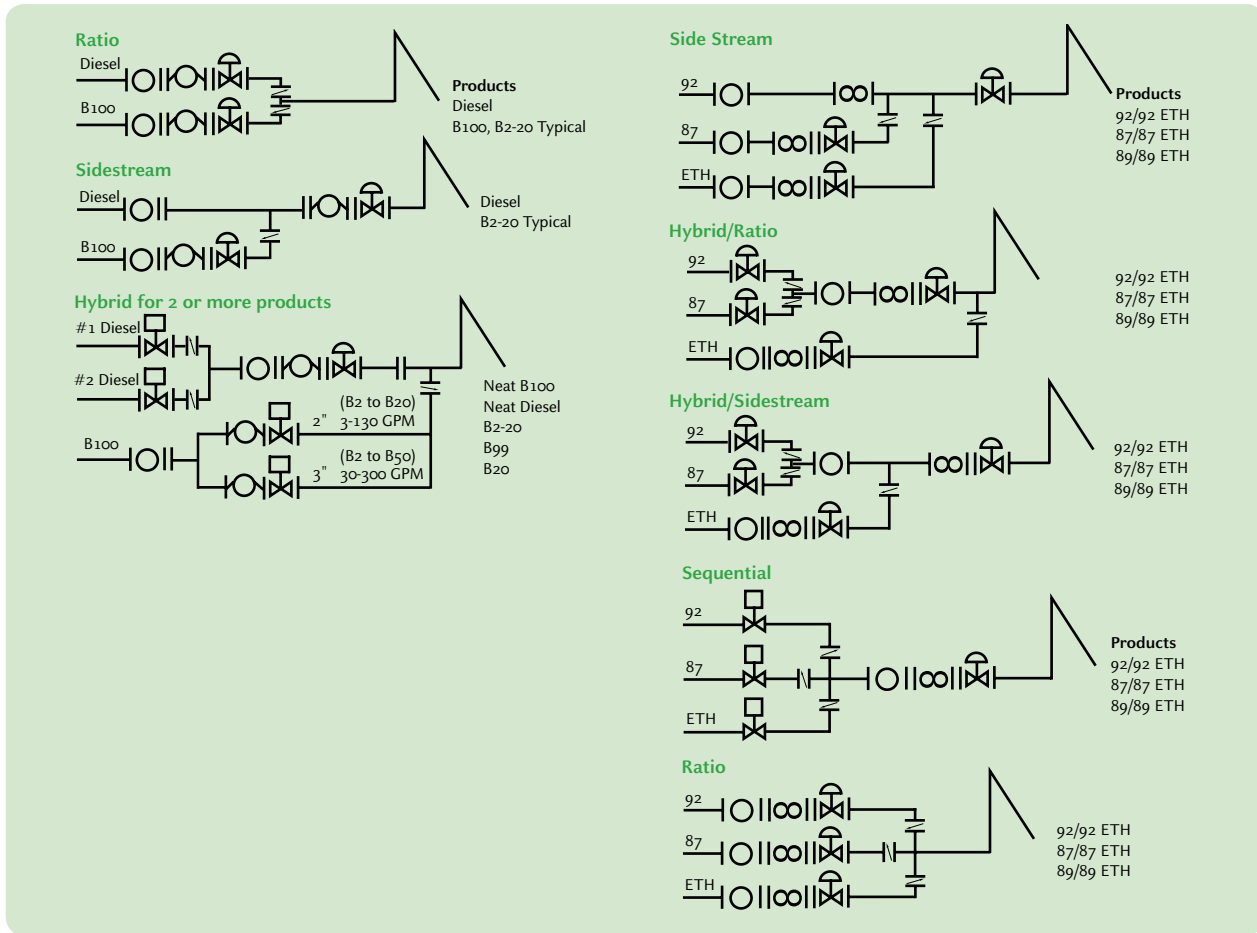 Ratio
Diesel
B100
Products
Diesel
B100, B2-20 Typical
Sidestream
Diesel
B100
Diesel
B2-20 Typical
Hybrid for 2 or more products
#1 Diesel
#2 Diesel
B100
2" (B2 to B20)
3-130 GPM
3" (B2 to B50)
30-300 GPM
Neat B100
Neat Diesel
B2-20
B99
B20
Side Stream
92
87
ETH
Products
92/92 ETH
87/87 ETH
89/89 ETH
Hybrid/Ratio
92
87
ETH
92/92 ETH
87/87 ETH
89/89 ETH
Hybrid/Sidestream
92
87
ETH
92/92 ETH
87/87 ETH
89/89 ETH
Sequential
92
87
ETH
Products
92/92 ETH
87/87 ETH
89/89 ETH
Ratio
92
87
ETH
92/92 ETH
87/87 ETH
89/89 ETH